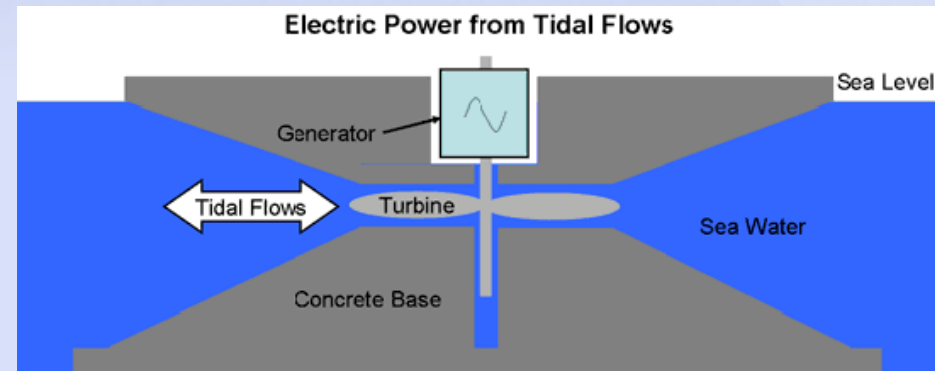 Electric Power from Tidal Flows
Sea Level
Generator
Tidal Flows
Turbine
Sea Water
Concrete Base